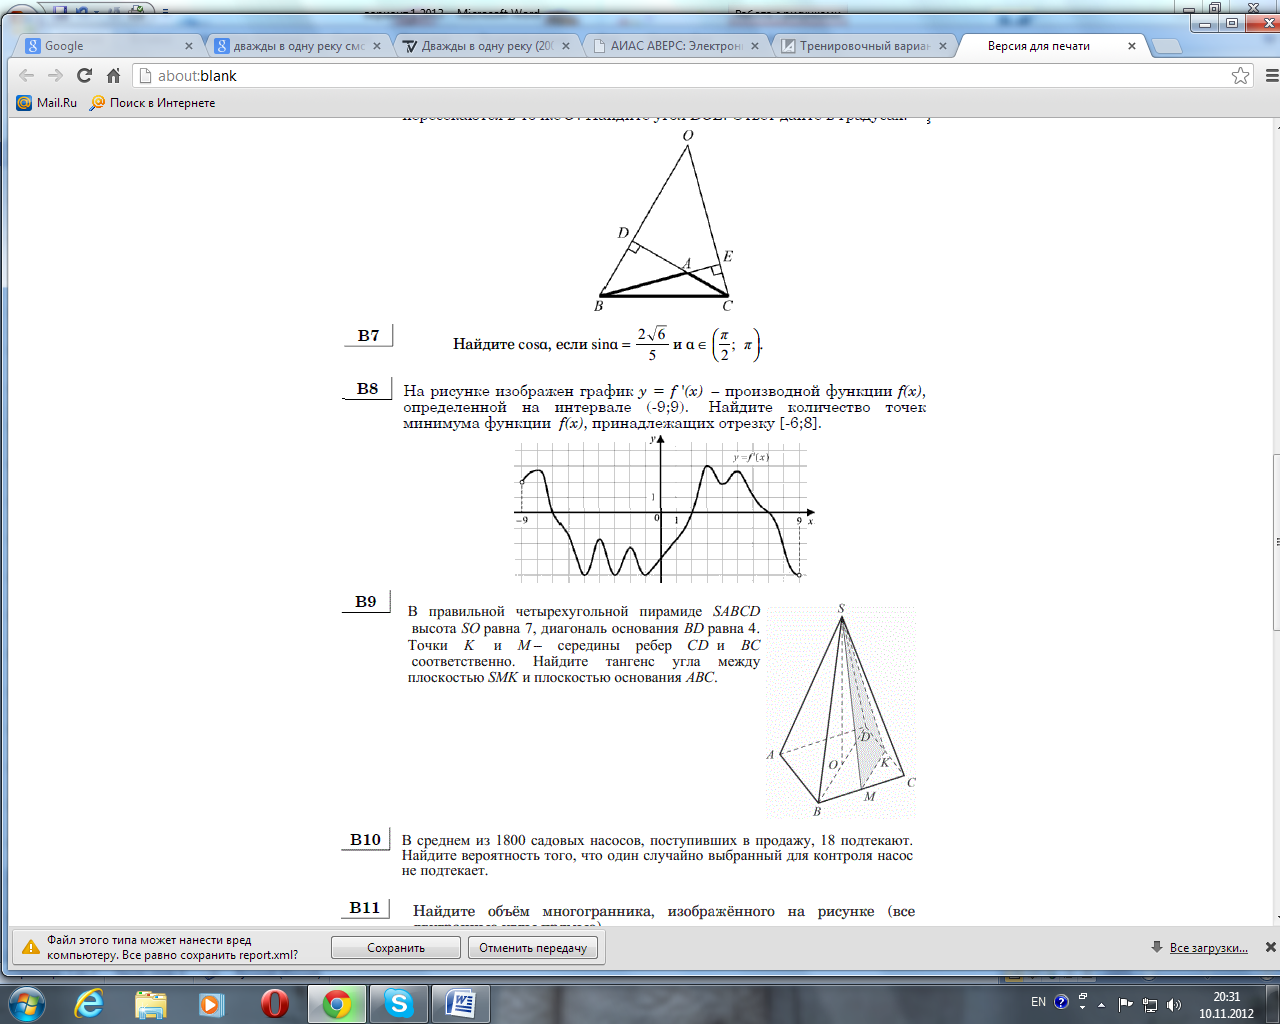 Google
дважды в одну реку смо
Дважды в одну реку (200
АИАС АВЕРС: Электронн
Тренировочный вариан
Версия для печати
about:blank
Mail.Ru
Поиск в Интернете
O
D
A
E
B
C
B7
Найдите cosα, если sinα = 2√6/5 и α ∈ (π/2; π).
B8
На рисунке изображен график y = f '(x) – производной функции f(x),
определенной на интервале (-9;9). Найдите количество точек
минимума функции f(x), принадлежащих отрезку [-6;8].
y
y =f'(x)
1
-9
0
1
9
x
B9
В правильной четырехугольной пирамиде SABCD
высота SO равна 7, диагональ основания BD равна 4.
Точки K и M – середины ребер CD и BC
соответственно. Найдите тангенс угла между
плоскостью SMK и плоскостью основания ABC.
S
A
D
O
K
C
M
B
B10
В среднем из 1800 садовых насосов, поступивших в продажу, 18 подтекают.
Найдите вероятность того, что один случайно выбранный для контроля насос
не подтекает.
B11
Найдите объём многогранника, изображённого на рисунке (все
Файл этого типа может нанести вред
компьютеру. Все равно сохранить report.xml?
Сохранить
Отменить передачу
Все загрузки...
EN
20:31
10.11.2012